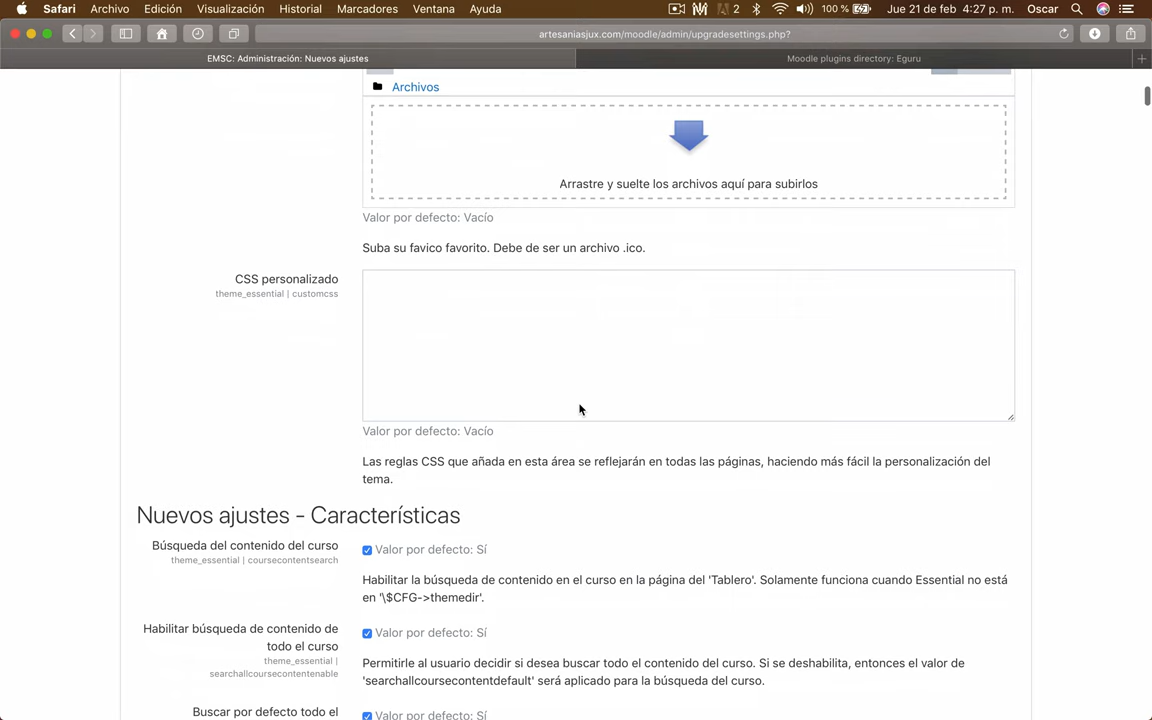 Safari Archivo Edición Visualización Historial Marcadores Ventana Ayuda 2 100 % Jue 21 de feb 4:27 p. m. Oscar
artesaniasjux.com/moodle/admin/upgradesettings.php?
EMSC: Administración: Nuevos ajustes Moodle plugins directory: Eguru
Archivos
Arrastre y suelte los archivos aquí para subirlos
Valor por defecto: Vacío
Suba su favico favorito. Debe de ser un archivo .ico.
CSS personalizado
theme_essential | customcss
Valor por defecto: Vacío
Las reglas CSS que añada en esta área se reflejarán en todas las páginas, haciendo más fácil la personalización del
tema.
Nuevos ajustes - Características
Búsqueda del contenido del curso
theme_essential | coursecontentsearch
Valor por defecto: Sí
Habilitar la búsqueda de contenido en el curso en la página del 'Tablero'. Solamente funciona cuando Essential no está
en '\$CFG->themedir'.
Habilitar búsqueda de contenido de
todo el curso
theme_essential |
searchallcoursecontentenable
Valor por defecto: Sí
Permitirle al usuario decidir si desea buscar todo el contenido del curso. Si se deshabilita, entonces el valor de
'searchallcoursecontentdefault' será aplicado para la búsqueda del curso.
Buscar por defecto todo el
Valor por defecto: Sí